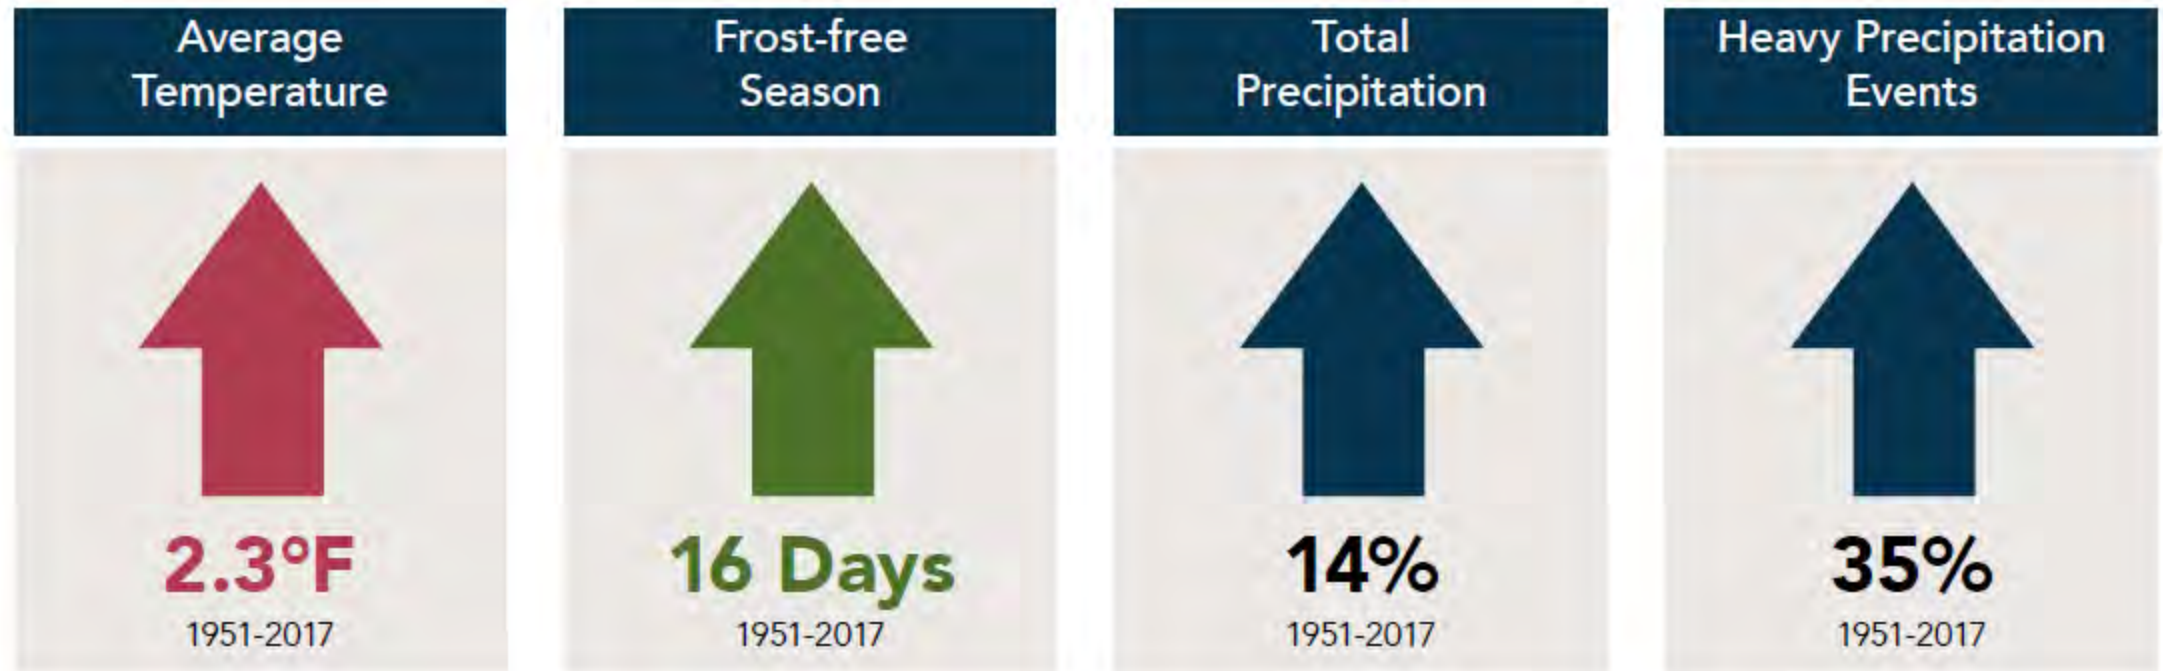 Average
Temperature
2.3°F
1951-2017
Frost-free
Season
16 Days
1951-2017
Total
Precipitation
14%
1951-2017
Heavy Precipitation
Events
35%
1951-2017